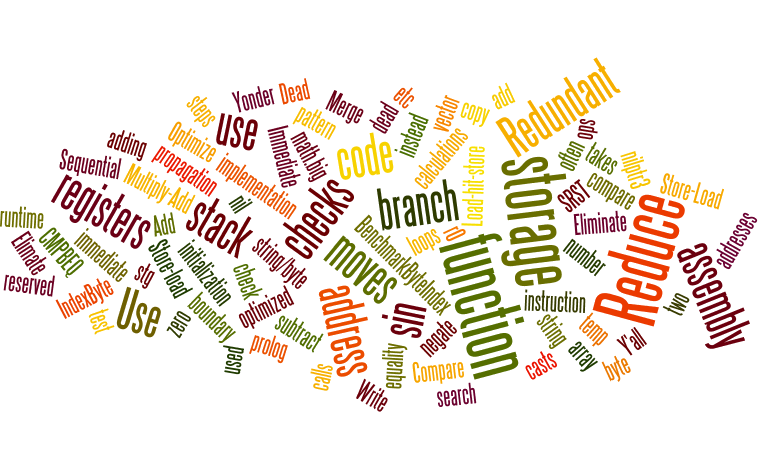 Redundant
Yonder
Dead
etc
steps
Merge
dead
vector
copy
add
pattern
use
Optimize
Immediate
math.big
code
instead
calculations
ops
often
takes
might3
adding
Sequential
propagation
implementation
Multiply-Add
Load-hit-store
storage
SRST
compare
Store-Load
registers
nil
checks
branch
Eliminate
Reduce
runtime
Add
stack
BenchmarkByteIndex
loops
r0
addresses
Elimate
CMPBEQ
immediate
Store-load
initialization
string/byte
moves
function
number
assembly
reserved
stg
check
IndexByte
boundary
optimized
address
sin
instruction
two
test
Use
zero
subtract
negate
string
temp
Y'all
used
prolog
equality
array
calls
Compare
casts
byte
Write
search